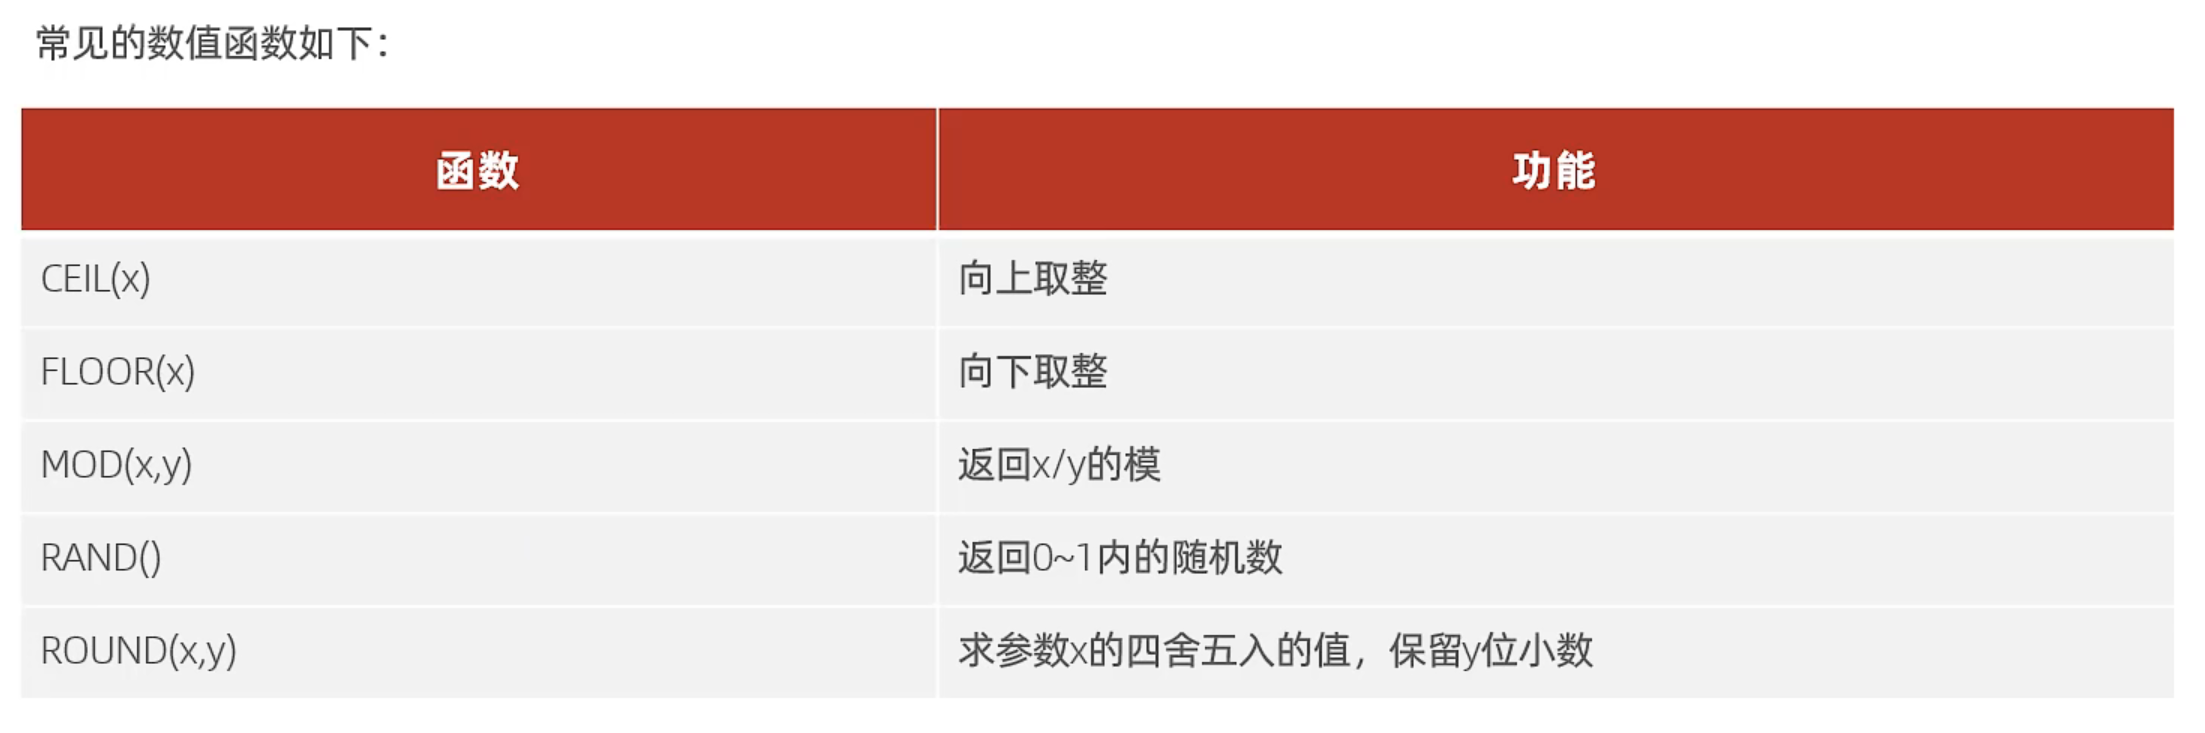 常见的数值函数如下：
函数 功能
CEIL(x) 向上取整
FLOOR(x) 向下取整
MOD(x,y) 返回x/y的模
RAND() 返回0~1内的随机数
ROUND(x,y) 求参数x的四舍五入的值，保留y位小数